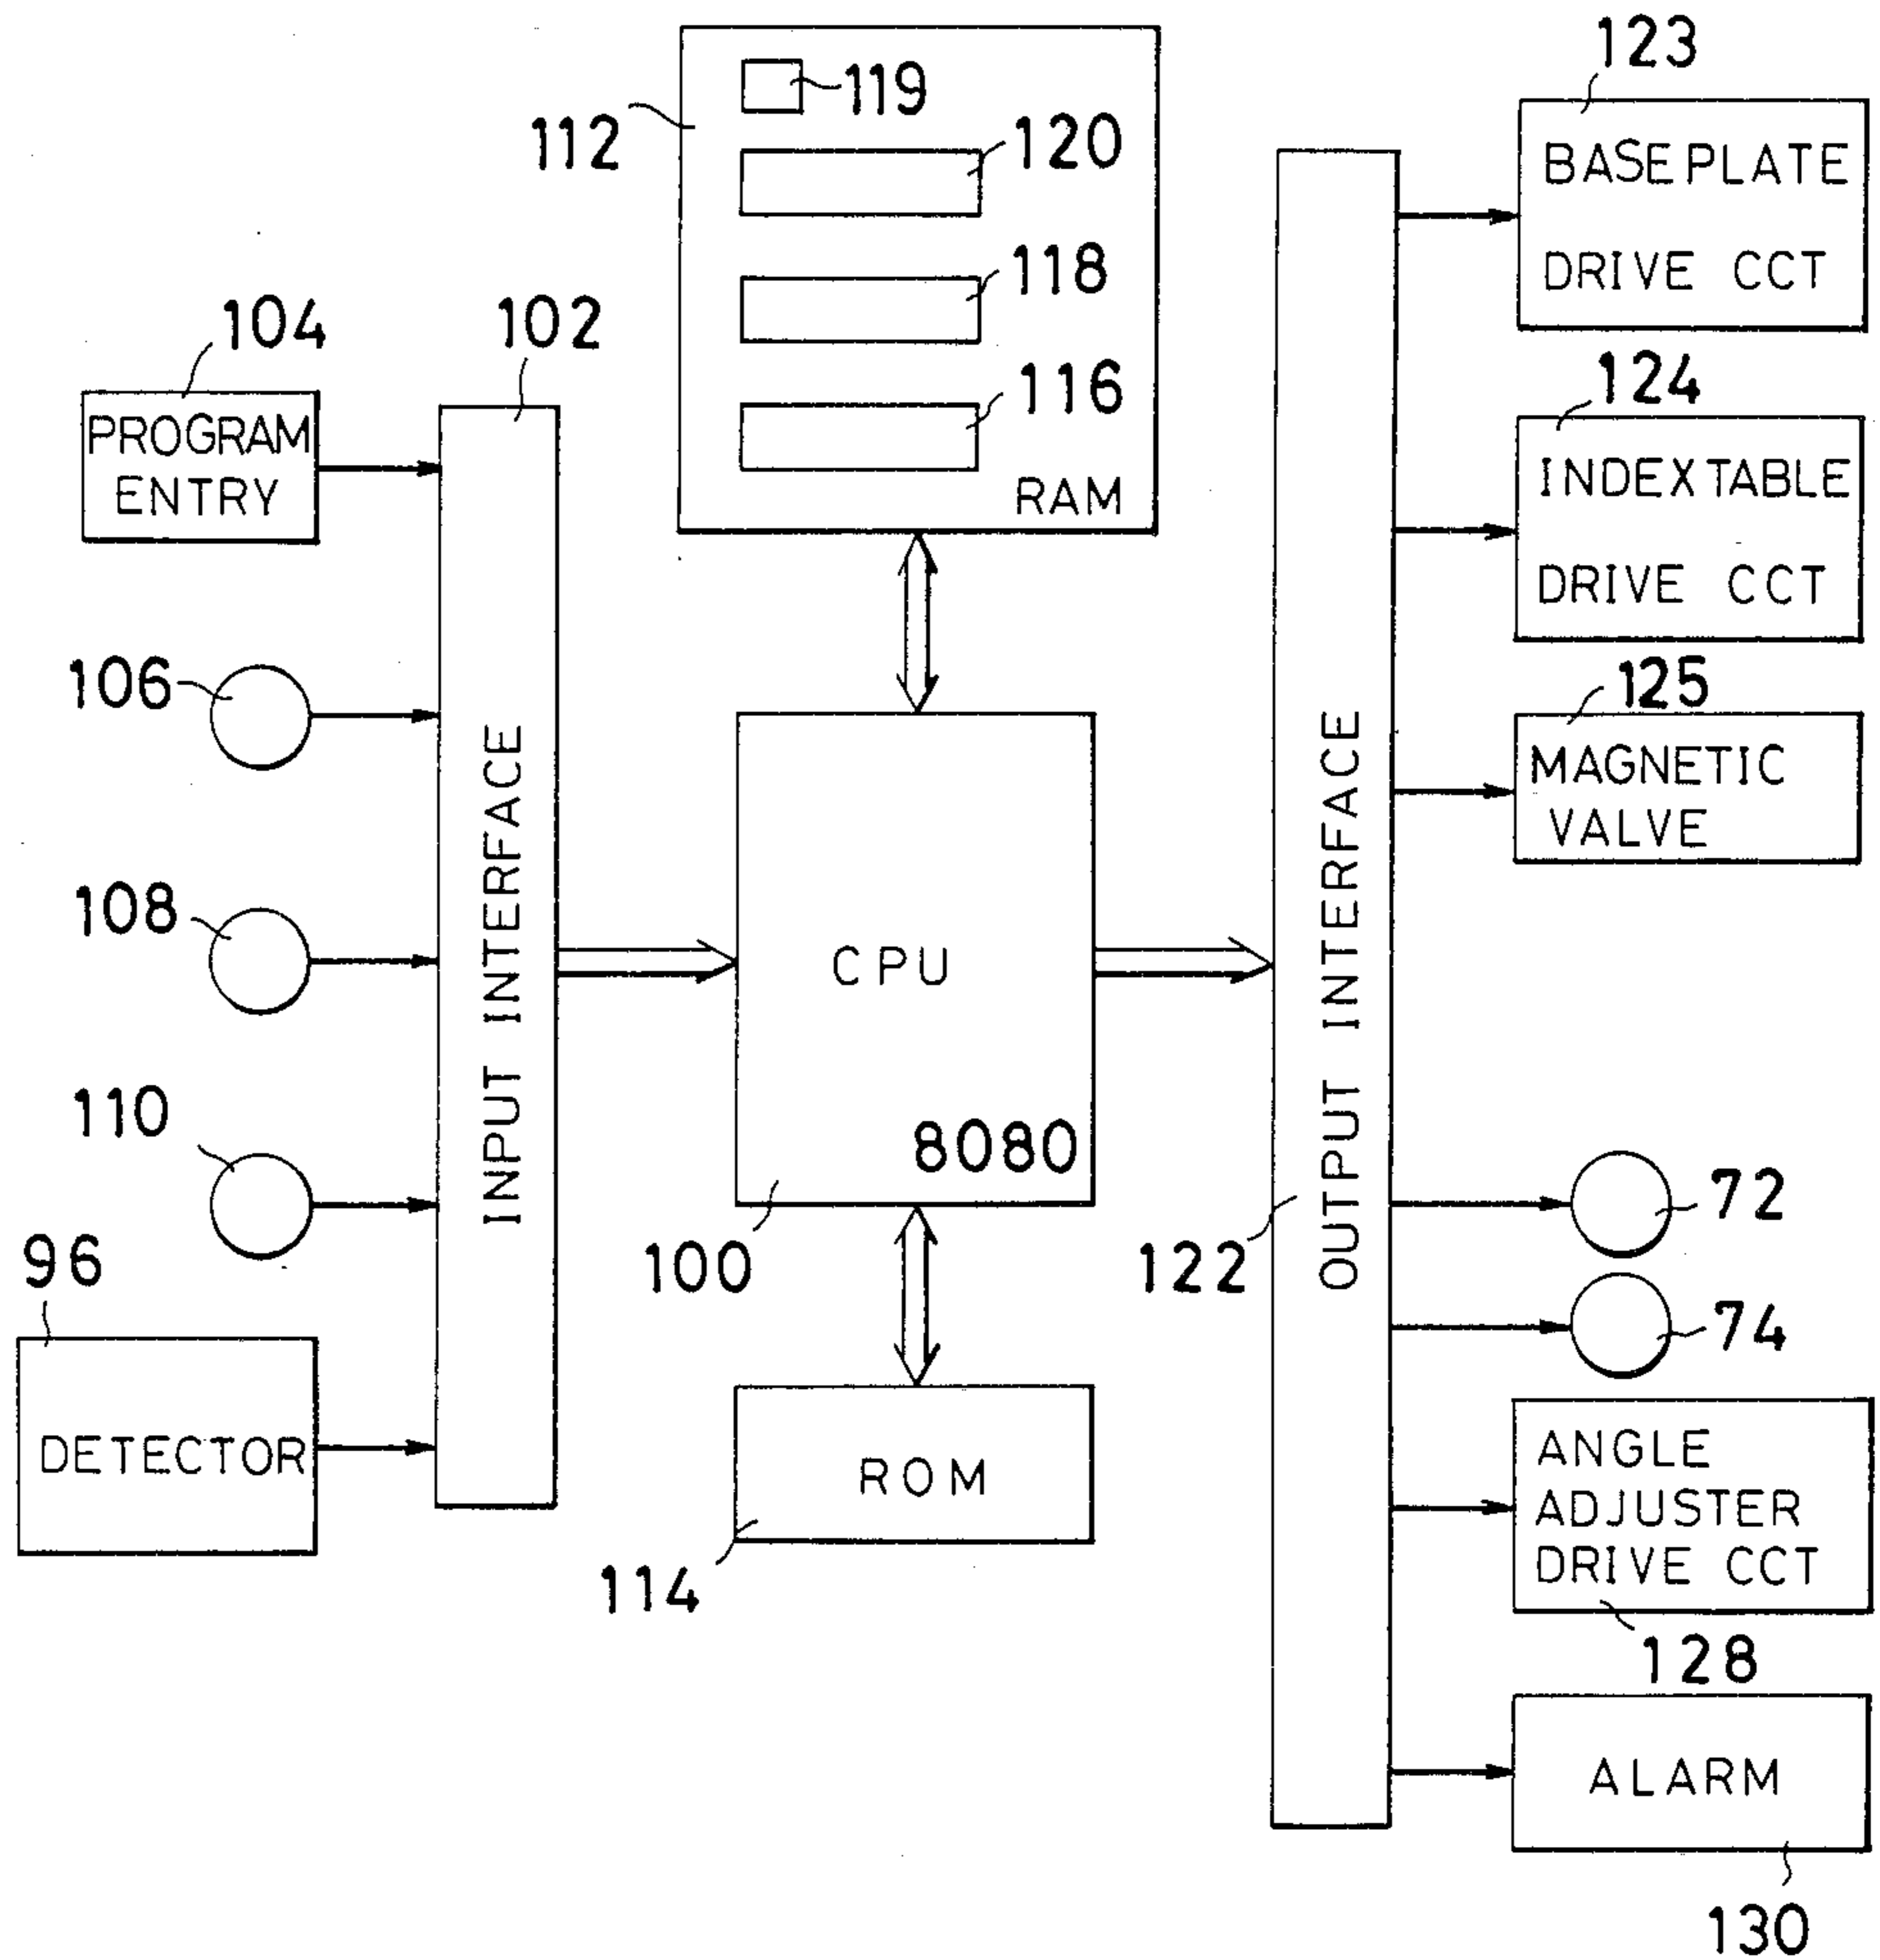 123
119
112
120
BASE PLATE
DRIVE CCT
118
104
102
116
124
PROGRAM
ENTRY
RAM
INDEXTABLE
DRIVE CCT
106
125
MAGNETIC
VALVE
INPUT INTERFACE
OUTPUT INTERFACE
108
CPU
110
8080
72
96
100
122
74
DETECTOR
ROM
ANGLE
ADJUSTER
DRIVE CCT
114
128
ALARM
130